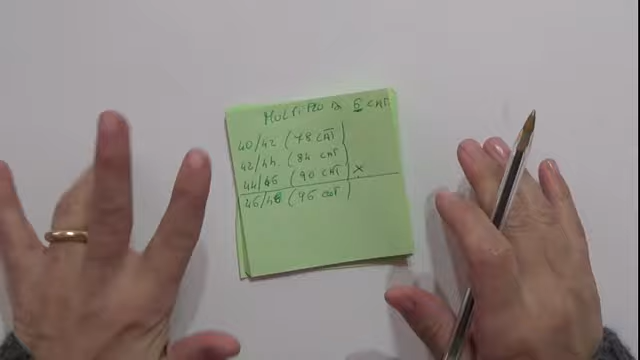 MULTIPLO DI 6 CAT.
40/42 (78 CAT)
42/44 (84 CAT
44/46 (90 CAT) X
46/48 (96 CAT)